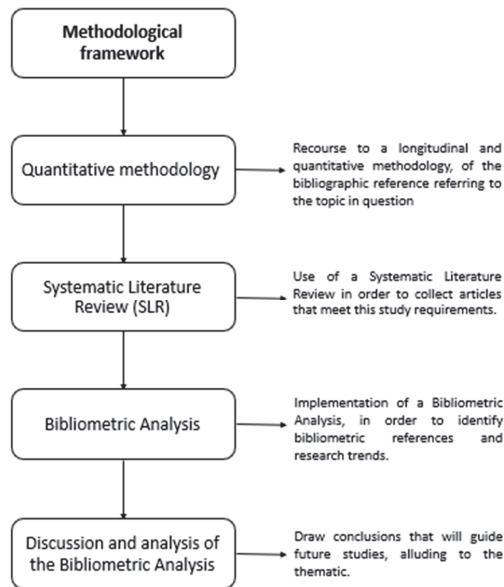 Methodological
framework
Quantitative methodology
Recourse to a longitudinal and
quantitative methodology, of the
bibliographic reference referring to
the topic in question
Systematic Literature
Review (SLR)
Use of a Systematic Literature
Review in order to collect articles
that meet this study requirements.
Bibliometric Analysis
Implementation of a Bibliometric
Analysis, in order to identify
bibliometric references and
research trends.
Discussion and analysis of
the Bibliometric Analysis
Draw conclusions that will guide
future studies, alluding to the
thematic.